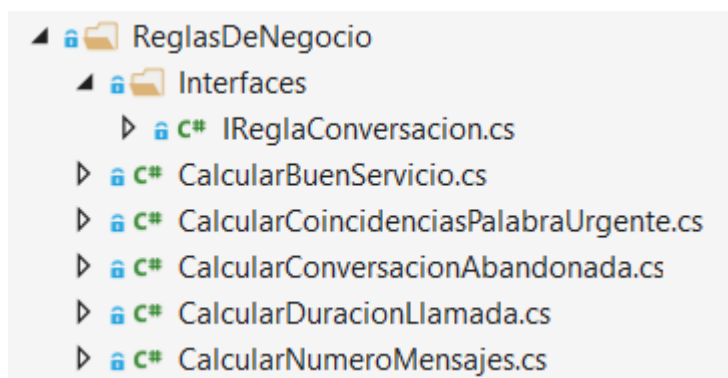 ReglasDeNegocio
Interfaces
C# IReglaConversacion.cs
C# CalcularBuenServicio.cs
C# CalcularCoincidenciasPalabraUrgente.cs
C# CalcularConversacionAbandonada.cs
C# CalcularDuracionLlamada.cs
C# CalcularNumeroMensajes.cs